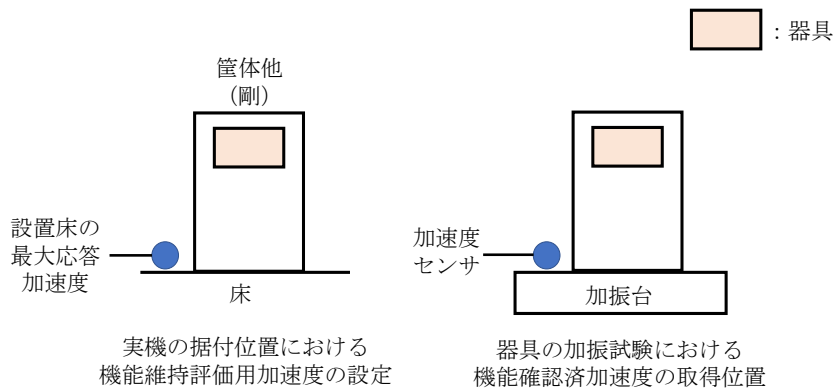 ：器具
筐体他
（剛）
設置床の
最大応答
加速度
床
実機の据付位置における
機能維持評価用加速度の設定
加速度
センサ
加振台
器具の加振試験における
機能確認済加速度の取得位置